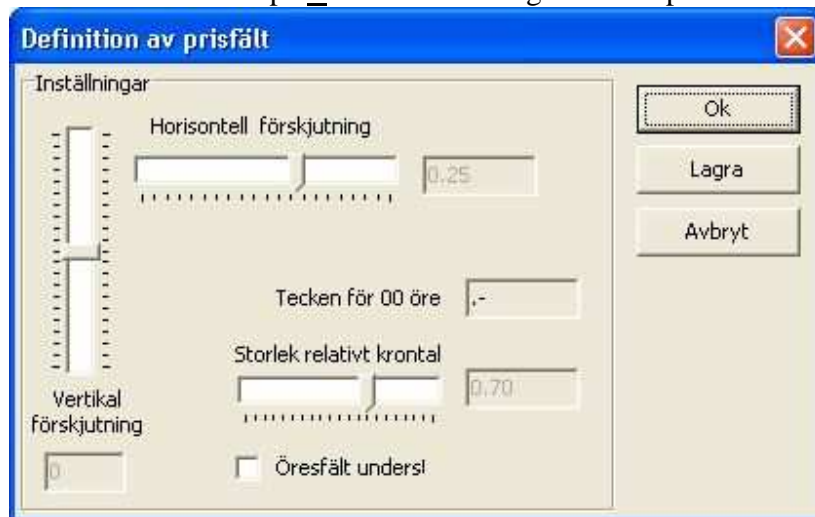 Definition av prisfält
Inställningar
Horisontell förskjutning
0.25
Tecken för 00 öre
,-
Storlek relativt krontal
0.70
Vertikal
förskjutning
0
Öresfält undersl
Ok
Lagra
Avbryt